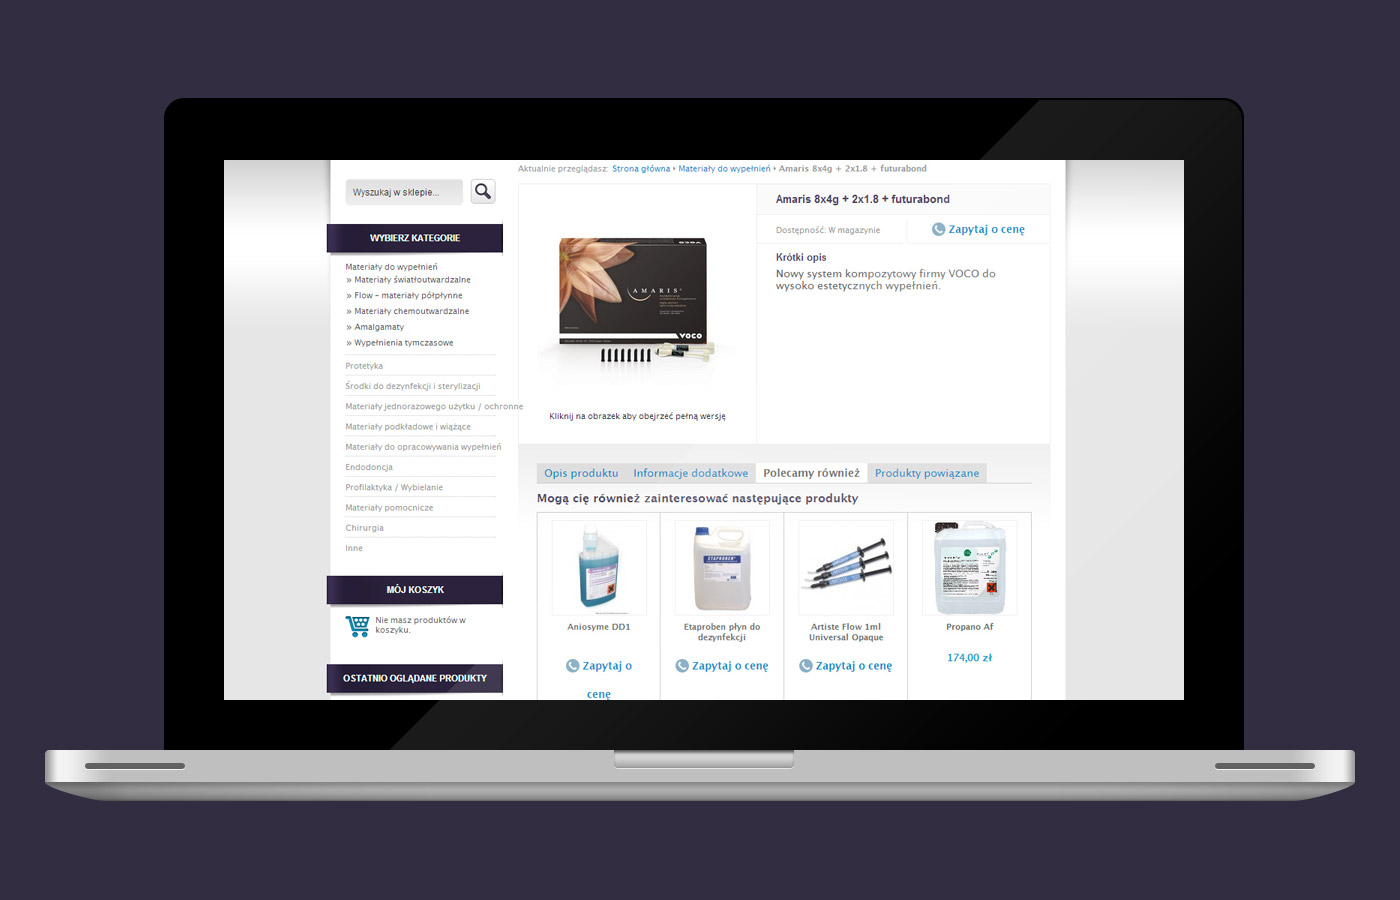 Aktualnie przeglądasz: Strona główna › Materiały do wypełnień › Amaris 8x4g + 2x1.8 + futurabond
Wyszukaj w sklepie...
WYBIERZ KATEGORIE
Materiały do wypełnień
» Materiały światłoutwardzalne
» Flow – materiały półpłynne
» Materiały chemoutwardzalne
» Amalgamaty
» Wypełnienia tymczasowe
Protetyka
Środki do dezynfekcji i sterylizacji
Materiały jednorazowego użytku / ochronne
Materiały podkładowe i wiążące
Materiały do opracowywania wypełnień
Endodoncja
Profilaktyka / Wybielanie
Materiały pomocnicze
Chirurgia
Inne
MÓJ KOSZYK
Nie masz produktów w
koszyku.
OSTATNIO OGLĄDANE PRODUKTY
AMARIS
VOCO
Kliknij na obrazek aby obejrzeć pełną wersję
Amaris 8x4g + 2x1.8 + futurabond
Dostępność: W magazynie
Zapytaj o cenę
Krótki opis
Nowy system kompozytowy firmy VOCO do
wysoko estetycznych wypełnień.
Opis produktu Informacje dodatkowe Polecamy również Produkty powiązane
Mogą cię również zainteresować następujące produkty
ETAPROBEN
Aniosyme DD1
Zapytaj o
cenę
Etaproben płyn do
dezynfekcji
Zapytaj o cenę
Artiste Flow 1ml
Universal Opaque
Zapytaj o cenę
Propano Af
174,00 zł